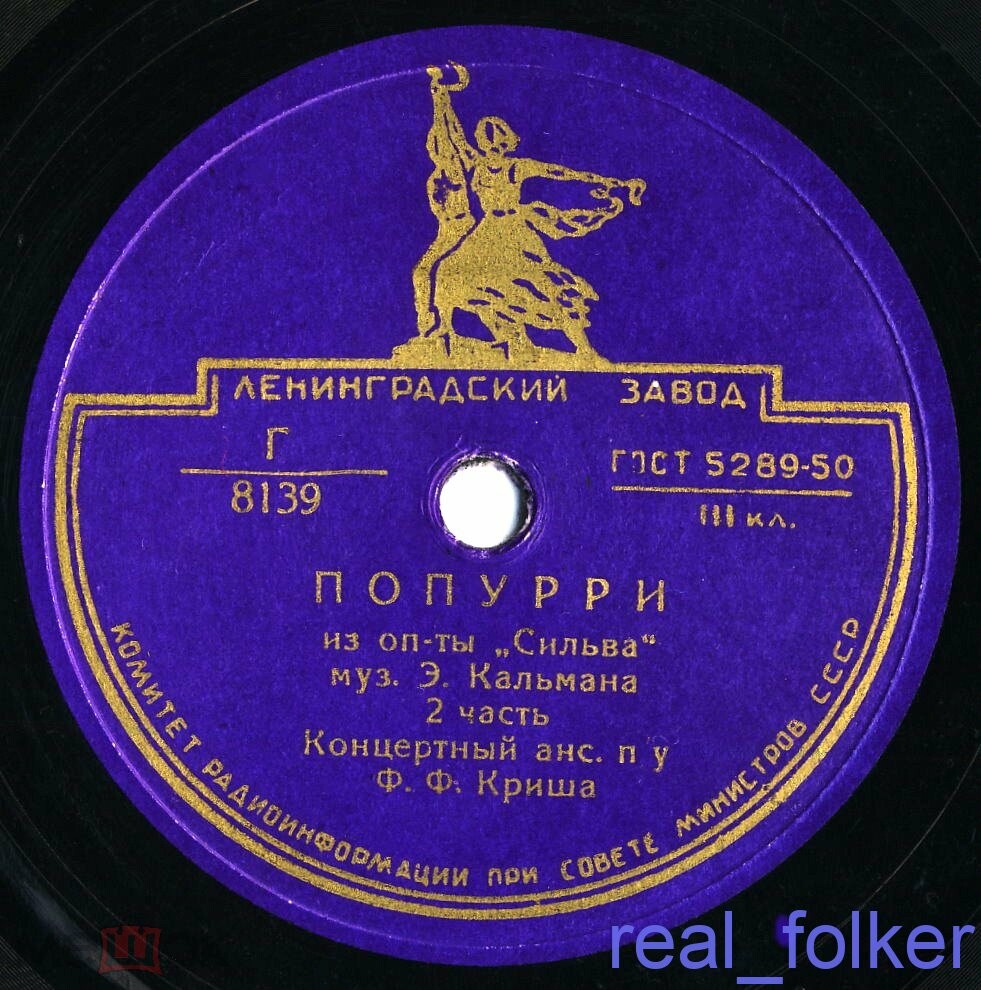 ЛЕНИНГРАДСКИЙ ЗАВОД
Г
8139
ГОСТ 5289-50
III кл.
ПОПУРРИ
из оп-ты „Сильва“
муз. Э. Кальмана
2 часть
Концертный анс. п у
Ф. Ф. Криша
КОМИТЕТ РАДИОИНФОРМАЦИИ при СОВЕТЕ МИНИСТРОВ СССР
real_folker